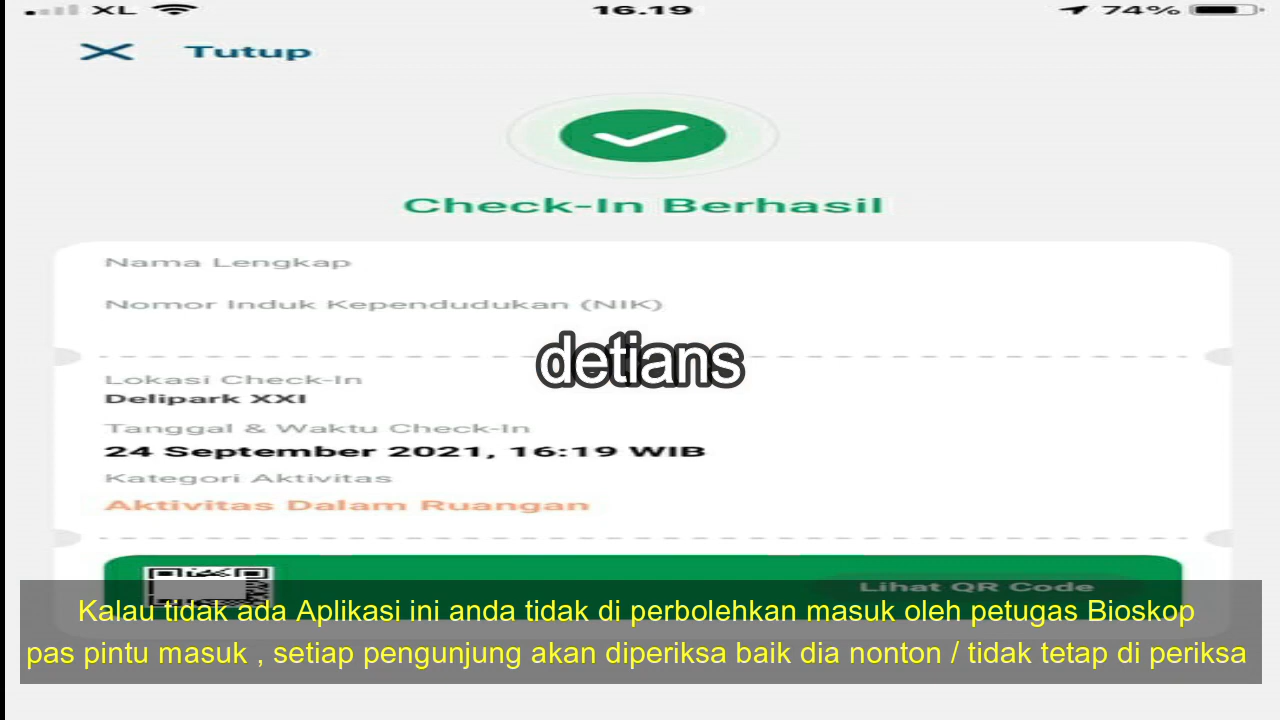 XL 16.19 74%
Tutup
Check-In Berhasil
Nama Lengkap
Nomor Induk Kependudukan (NIK)
detians
Lokasi Check-In
Delipark XXI
Tanggal & Waktu Check-In
24 September 2021, 16:19 WIB
Kategori Aktivitas
Aktivitas Dalam Ruangan
Lihat QR Code
Kalau tidak ada Aplikasi ini anda tidak di perbolehkan masuk oleh petugas Bioskop
pas pintu masuk , setiap pengunjung akan diperiksa baik dia nonton / tidak tetap di periksa